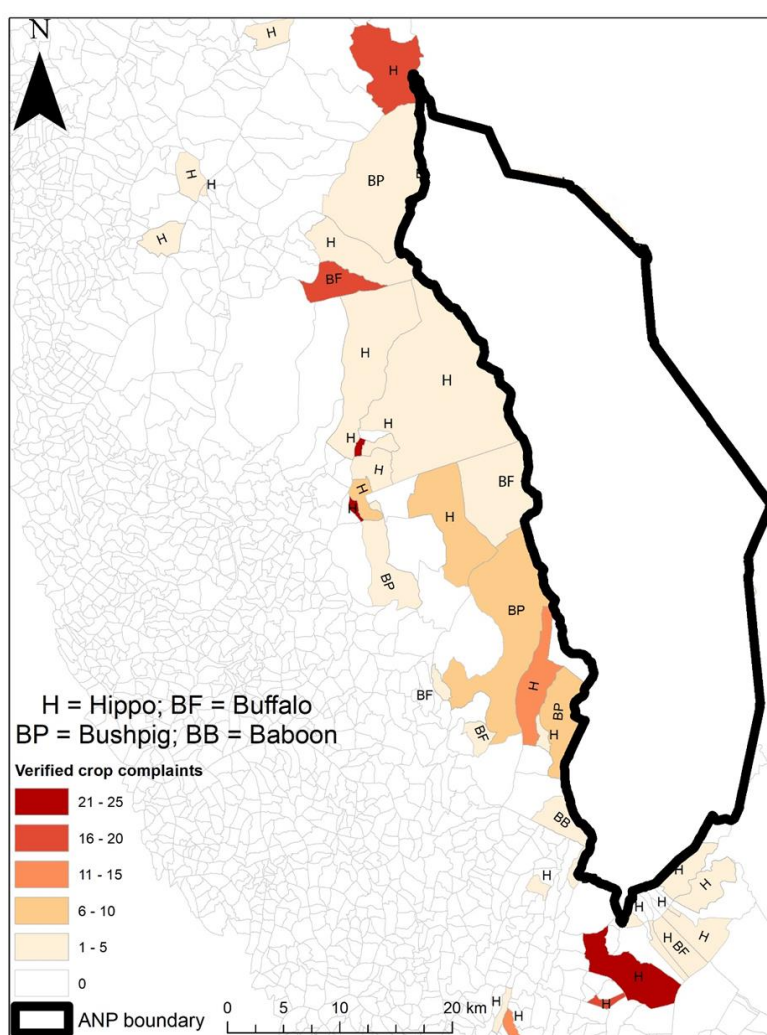 N
H
H
BP
H
H
H
H
BF
H
H
H
H
H
H
BF
H
BP
BP
H
BP
H
BF
BF
BB
H
H
H
H
H
H
H
BF
H
H
H
H
H = Hippo; BF = Buffalo
BP = Bushpig; BB = Baboon
Verified crop complaints
21 - 25
16 - 20
11 - 15
6 - 10
1 - 5
0
ANP boundary
0 5 10 20 km